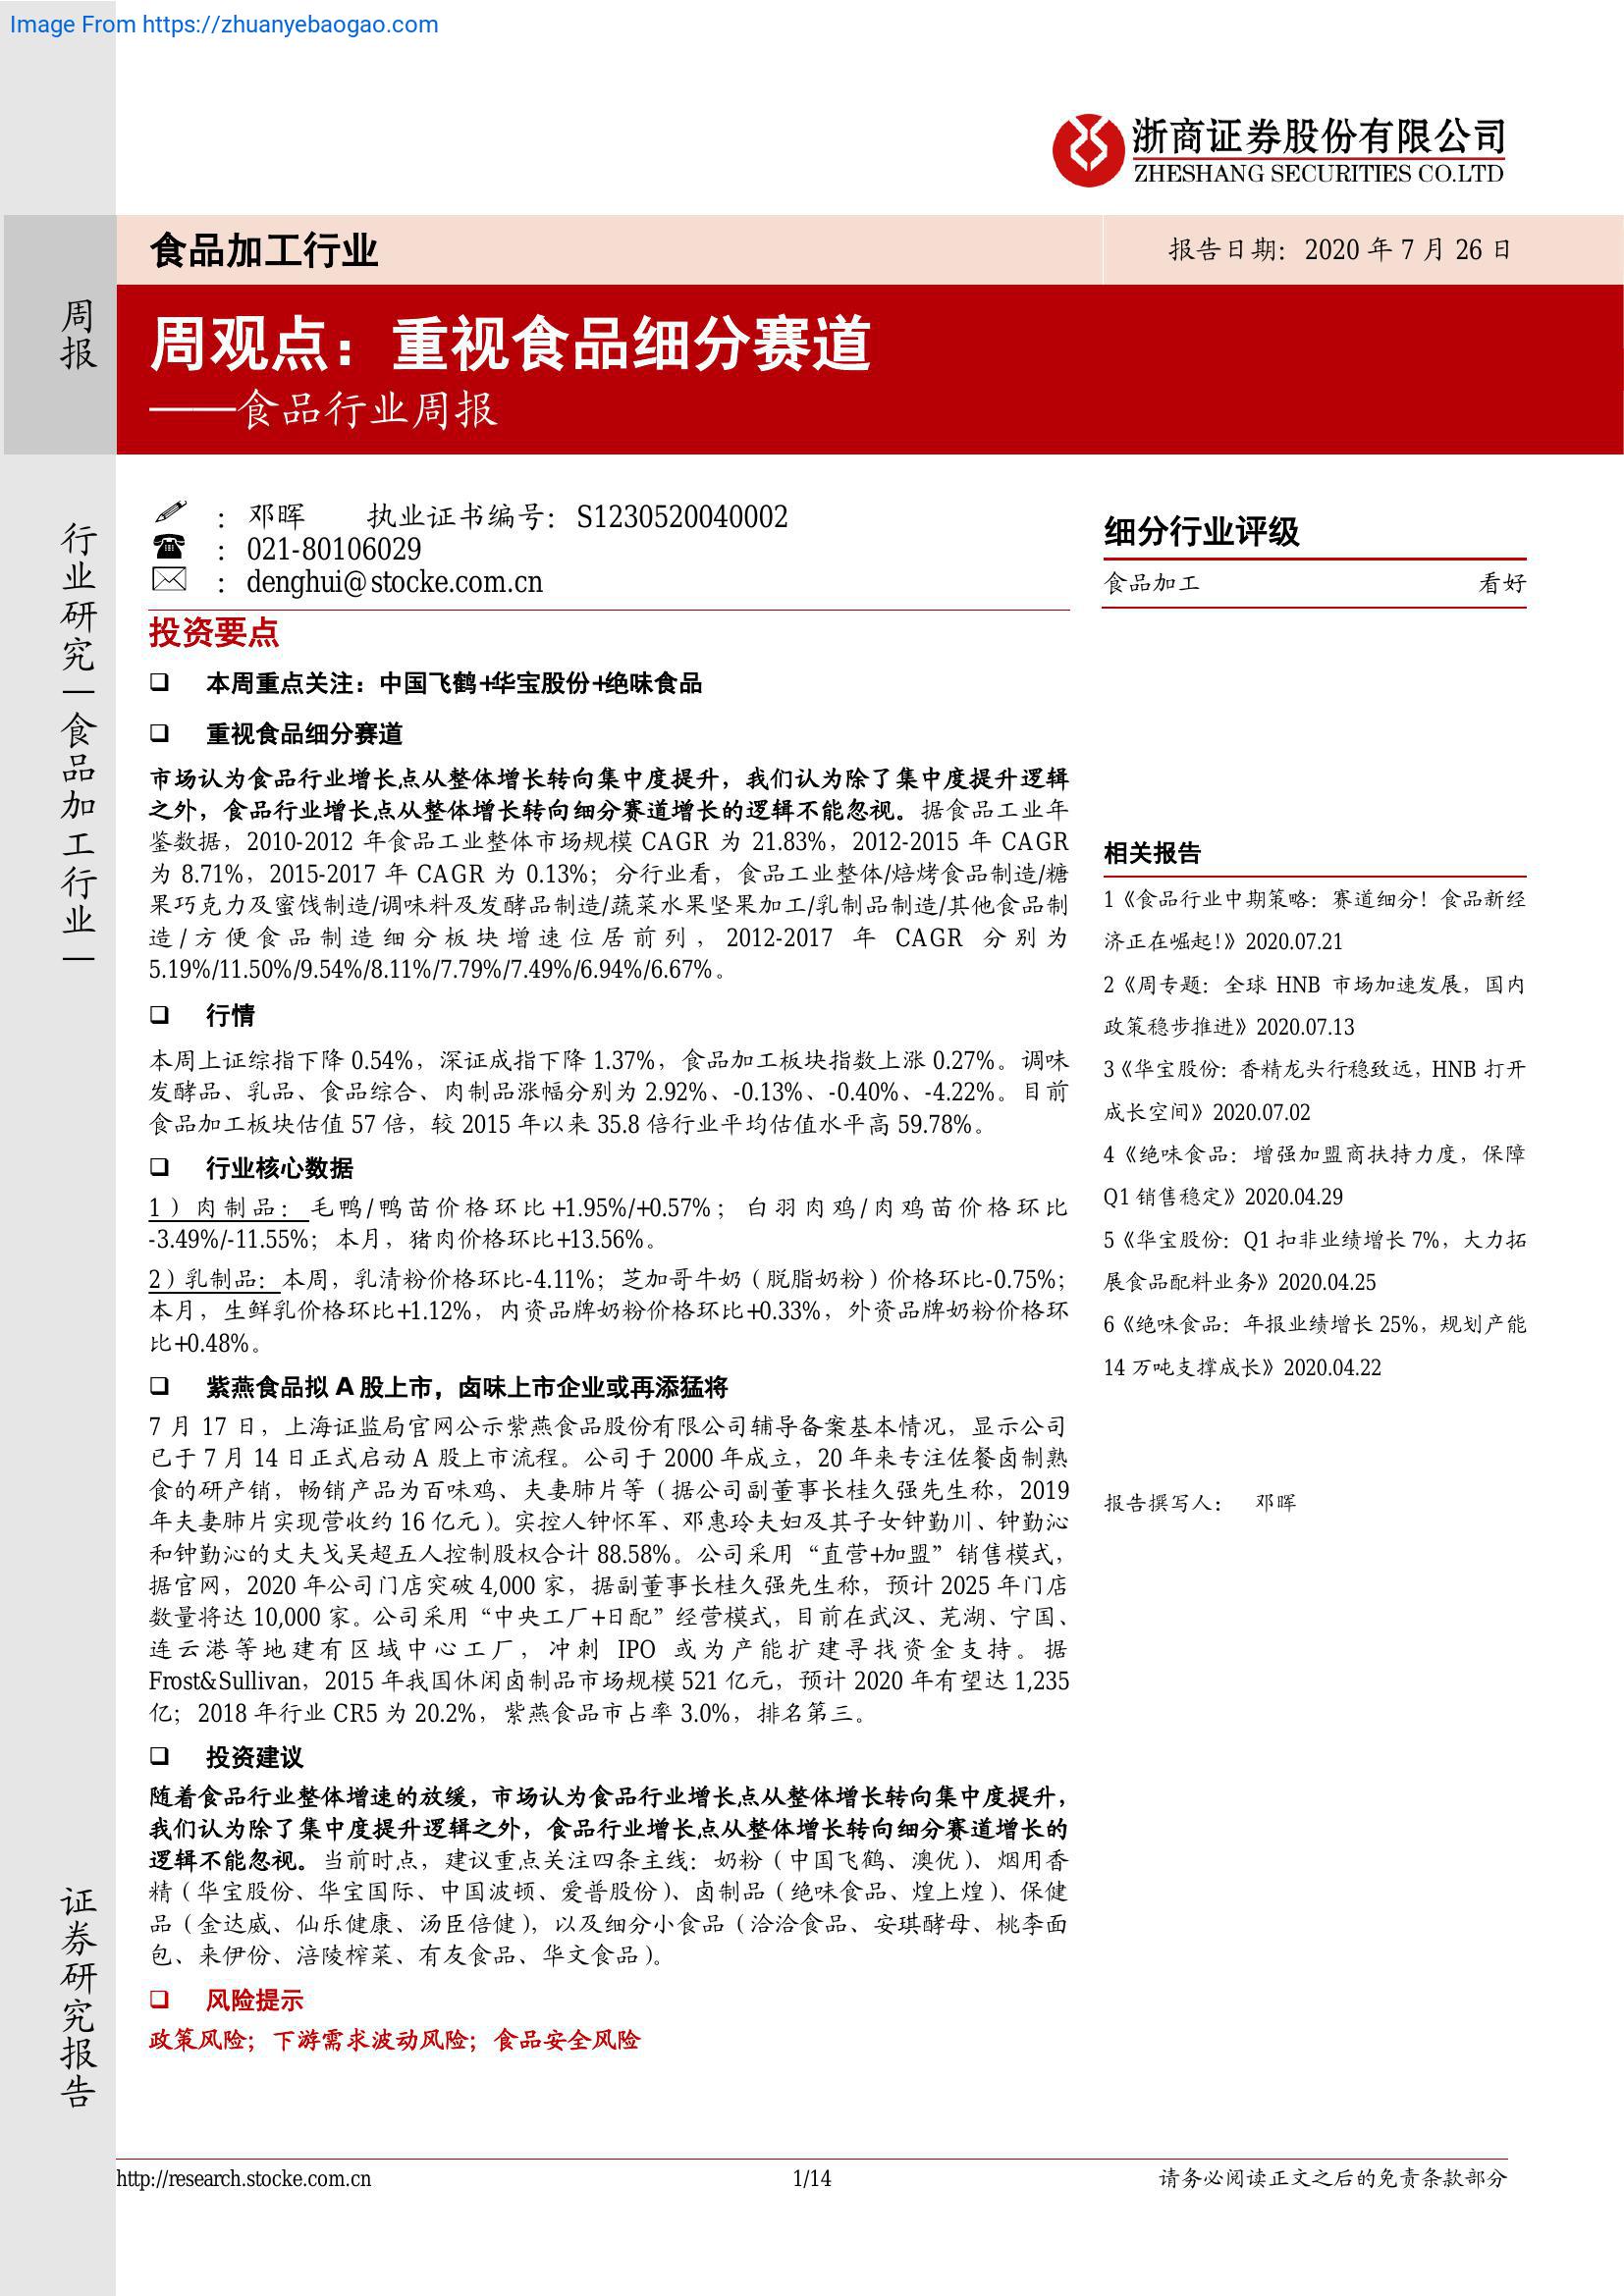 Image From https://zhuanyebaogao.com
浙商证券股份有限公司
ZHESHANG SECURITIES CO.LTD
食品加工行业
报告日期：2020 年 7 月 26 日
周报
周观点：重视食品细分赛道
——食品行业周报
行业研究—食品加工行业—
证券研究报告
： 邓晖 执业证书编号：S1230520040002
： 021-80106029
： denghui@stocke.com.cn
投资要点
❑ 本周重点关注：中国飞鹤+华宝股份+绝味食品
❑ 重视食品细分赛道
市场认为食品行业增长点从整体增长转向集中度提升，我们认为除了集中度提升逻辑
之外，食品行业增长点从整体增长转向细分赛道增长的逻辑不能忽视。据食品工业年
鉴数据，2010-2012 年食品工业整体市场规模 CAGR 为 21.83%，2012-2015 年 CAGR
为 8.71%，2015-2017 年 CAGR 为 0.13%；分行业看，食品工业整体/焙烤食品制造/糖
果巧克力及蜜饯制造/调味料及发酵品制造/蔬菜水果坚果加工/乳制品制造/其他食品制
造/方便食品制造细分板块增速位居前列，2012-2017 年 CAGR 分别为
5.19%/11.50%/9.54%/8.11%/7.79%/7.49%/6.94%/6.67%。
❑ 行情
本周上证综指下降 0.54%，深证成指下降 1.37%，食品加工板块指数上涨 0.27%。调味
发酵品、乳品、食品综合、肉制品涨幅分别为 2.92%、-0.13%、-0.40%、-4.22%。目前
食品加工板块估值 57 倍，较 2015 年以来 35.8 倍行业平均估值水平高 59.78%。
❑ 行业核心数据
1）肉制品：毛鸭/鸭苗价格环比+1.95%/+0.57%；白羽肉鸡/肉鸡苗价格环比
-3.49%/-11.55%；本月，猪肉价格环比+13.56%。
2）乳制品：本周，乳清粉价格环比-4.11%；芝加哥牛奶（脱脂奶粉）价格环比-0.75%；
本月，生鲜乳价格环比+1.12%，内资品牌奶粉价格环比+0.33%，外资品牌奶粉价格环
比+0.48%。
❑ 紫燕食品拟 A 股上市，卤味上市企业或再添猛将
7 月 17 日，上海证监局官网公示紫燕食品股份有限公司辅导备案基本情况，显示公司
已于 7 月 14 日正式启动 A 股上市流程。公司于 2000 年成立，20 年来专注佐餐卤制熟
食的研产销，畅销产品为百味鸡、夫妻肺片等（据公司副董事长桂久强先生称，2019
年夫妻肺片实现营收约 16 亿元）。实控人钟怀军、邓惠玲夫妇及其子女钟勤川、钟勤沁
和钟勤沁的丈夫戈吴超五人控制股权合计 88.58%。公司采用“直营+加盟”销售模式，
据官网，2020 年公司门店突破 4,000 家，据副董事长桂久强先生称，预计 2025 年门店
数量将达 10,000 家。公司采用“中央工厂+日配”经营模式，目前在武汉、芜湖、宁国、
连云港等地建有区域中心工厂，冲刺 IPO 或为产能扩建寻找资金支持。据
Frost&Sullivan，2015 年我国休闲卤制品市场规模 521 亿元，预计 2020 年有望达 1,235
亿；2018 年行业 CR5 为 20.2%，紫燕食品市占率 3.0%，排名第三。
❑ 投资建议
随着食品行业整体增速的放缓，市场认为食品行业增长点从整体增长转向集中度提升，
我们认为除了集中度提升逻辑之外，食品行业增长点从整体增长转向细分赛道增长的
逻辑不能忽视。当前时点，建议重点关注四条主线：奶粉（中国飞鹤、澳优）、烟用香
精（华宝股份、华宝国际、中国波顿、爱普股份）、卤制品（绝味食品、煌上煌）、保健
品（金达威、仙乐健康、汤臣倍健），以及细分小食品（洽洽食品、安琪酵母、桃李面
包、来伊份、涪陵榨菜、有友食品、华文食品）。
❑ 风险提示
政策风险；下游需求波动风险；食品安全风险
细分行业评级
食品加工 看好
相关报告
1《食品行业中期策略：赛道细分！食品新经
济正在崛起!》2020.07.21
2《周专题：全球 HNB 市场加速发展，国内
政策稳步推进》2020.07.13
3《华宝股份：香精龙头行稳致远，HNB 打开
成长空间》2020.07.02
4《绝味食品：增强加盟商扶持力度，保障
Q1 销售稳定》2020.04.29
5《华宝股份：Q1 扣非业绩增长 7%，大力拓
展食品配料业务》2020.04.25
6《绝味食品：年报业绩增长 25%，规划产能
14 万吨支撑成长》2020.04.22
报告撰写人： 邓晖
http://research.stocke.com.cn
1/14
请务必阅读正文之后的免责条款部分